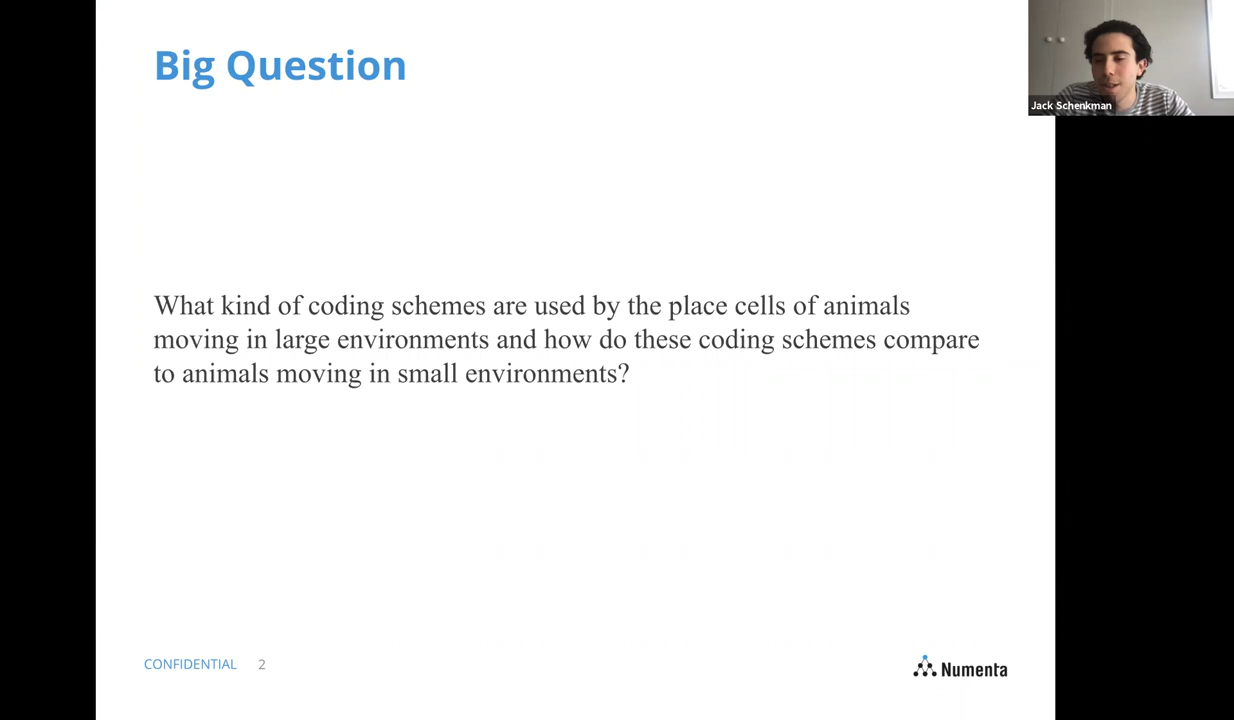 Big Question
Jack Schenkman
What kind of coding schemes are used by the place cells of animals
moving in large environments and how do these coding schemes compare
to animals moving in small environments?
CONFIDENTIAL 2
Numenta